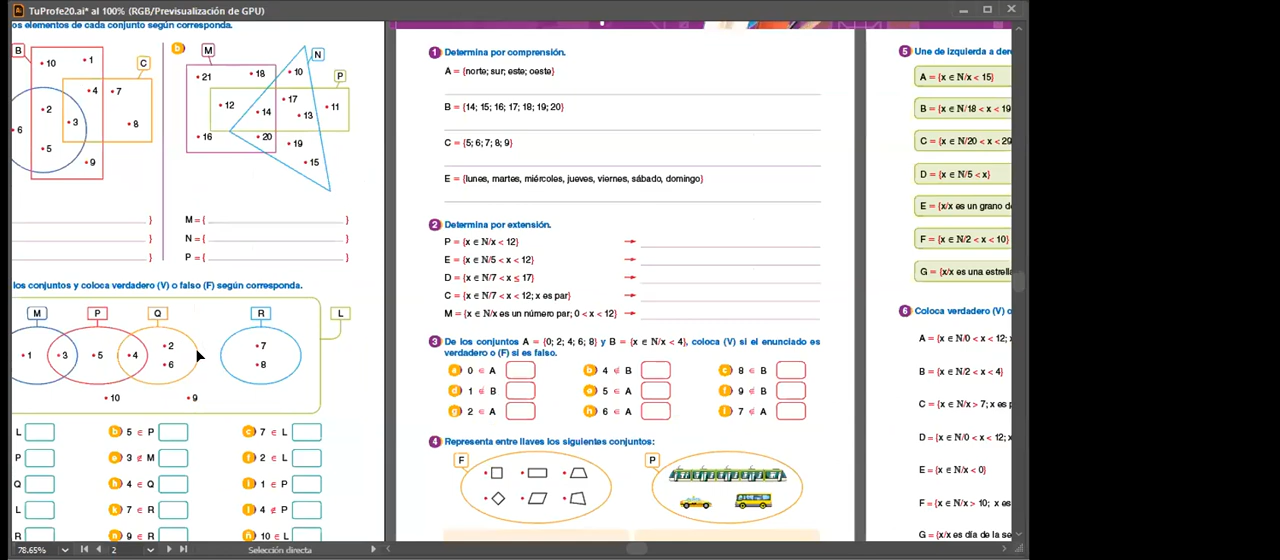 TuProfe20.ai* al 100% (RGB/Previsualización de GPU)
os elementos de cada conjunto según corresponda.
B
10
1
C
4
7
2
3
8
6
5
9
b
M
N
P
21
18
10
12
17
11
14
13
16
20
19
15
}
}
}
M = { }
N = { }
P = { }
los conjuntos y coloca verdadero (V) o falso (F) según corresponda.
M P Q R L
1 3 5 4 2 6 7 8
10 9
L b) 5 ∈ P c) 7 ∈ L
P e) 3 ∉ M f) 2 ∈ L
Q h) 4 ∈ Q i) 1 ∈ P
L k) 7 ∈ R l) 4 ∉ P
R n) 9 ∈ R ñ) 10 ∈ L
1 Determina por comprensión.
A = {norte; sur; este; oeste}
B = {14; 15; 16; 17; 18; 19; 20}
C = {5; 6; 7; 8; 9}
E = {lunes, martes, miércoles, jueves, viernes, sábado, domingo}
2 Determina por extensión.
P = {x ∈ N/x < 12}
E = {x ∈ N/5 < x < 12}
D = {x ∈ N/7 < x ≤ 17}
C = {x ∈ N/7 < x < 12; x es par}
M = {x ∈ N/x es un número par; 0 < x < 12}
3 De los conjuntos A = {0; 2; 4; 6; 8} y B = {x ∈ N/x < 4}, coloca (V) si el enunciado es
verdadero o (F) si es falso.
a) 0 ∈ A b) 4 ∉ B c) 8 ∈ B
d) 1 ∉ B e) 5 ∈ A f) 9 ∉ B
g) 2 ∈ A h) 6 ∈ A i) 7 ∉ A
4 Representa entre llaves los siguientes conjuntos:
F P
5 Une de izquierda a dere
A = {x ∈ N/x < 15}
B = {x ∈ N/18 < x < 19
C = {x ∈ N/20 < x < 29
D = {x ∈ N/5 < x}
E = {x/x es un grano de
F = {x ∈ N/2 < x < 10}
G = {x/x es una estrella
6 Coloca verdadero (V) o
A = {x ∈ N/0 < x < 12;
B = {x ∈ N/2 < x < 4}
C = {x ∈ N/x > 7; x es p
D = {x ∈ N/0 < x < 12; x
E = {x ∈ N/x < 0}
F = {x ∈ N/x > 10; x es
G = {x/x es día de la se
78.65% 2 Selección directa